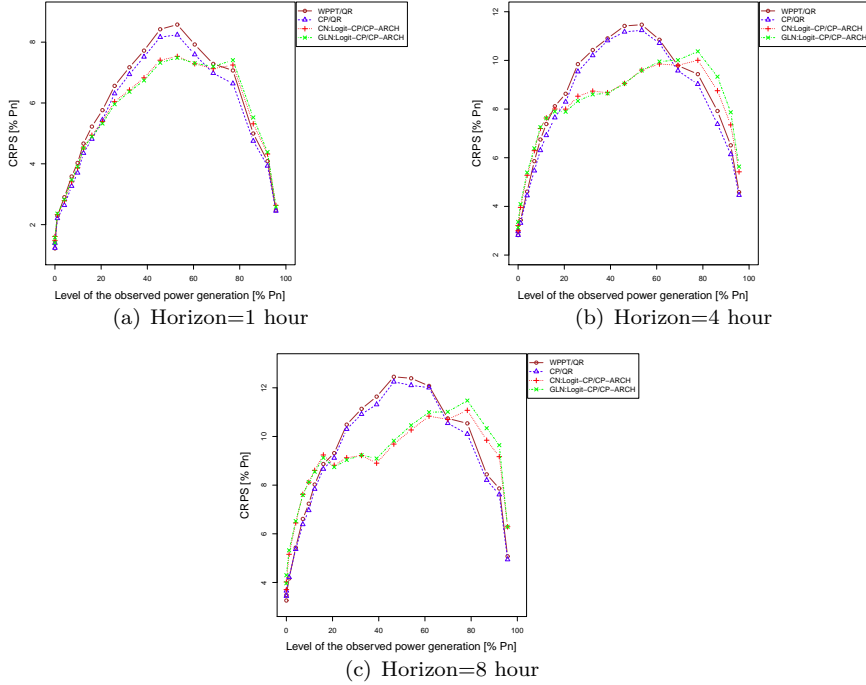 CRPS [% Pn]
2
4
6
8
0
20
40
60
80
100
Level of the observed power generation [% Pn]
WPPT/QR
CP/QR
CN:Logit−CP/CP−ARCH
GLN:Logit−CP/CP−ARCH
(a) Horizon=1 hour
CRPS [% Pn]
2
4
6
8
10
12
0
20
40
60
80
100
Level of the observed power generation [% Pn]
WPPT/QR
CP/QR
CN:Logit−CP/CP−ARCH
GLN:Logit−CP/CP−ARCH
(b) Horizon=4 hour
CRPS [% Pn]
4
6
8
10
12
0
20
40
60
80
100
Level of the observed power generation [% Pn]
WPPT/QR
CP/QR
CN:Logit−CP/CP−ARCH
GLN:Logit−CP/CP−ARCH
(c) Horizon=8 hour